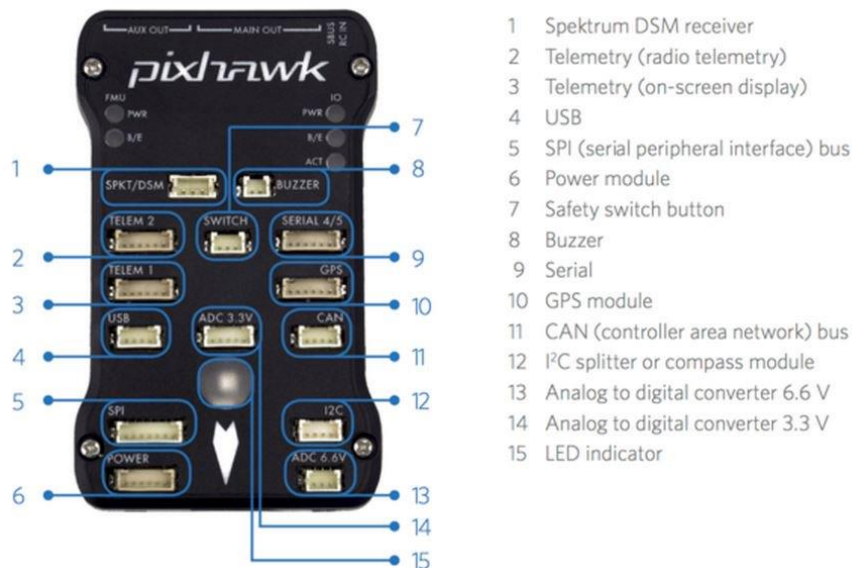 AUX OUT
MAIN OUT
SBUS
RC IN
pixhawk
FMU
PWR
B/E
IO
PWR
B/E
ACT
SPKT/DSM
BUZZER
TELEM 2
SWITCH
SERIAL 4/5
TELEM 1
GPS
USB
ADC 3.3V
CAN
SPI
I2C
POWER
ADC 6.6V
1
2
3
4
5
6
7
8
9
10
11
12
13
14
15
1 Spektrum DSM receiver
2 Telemetry (radio telemetry)
3 Telemetry (on-screen display)
4 USB
5 SPI (serial peripheral interface) bus
6 Power module
7 Safety switch button
8 Buzzer
9 Serial
10 GPS module
11 CAN (controller area network) bus
12 I²C splitter or compass module
13 Analog to digital converter 6.6 V
14 Analog to digital converter 3.3 V
15 LED indicator